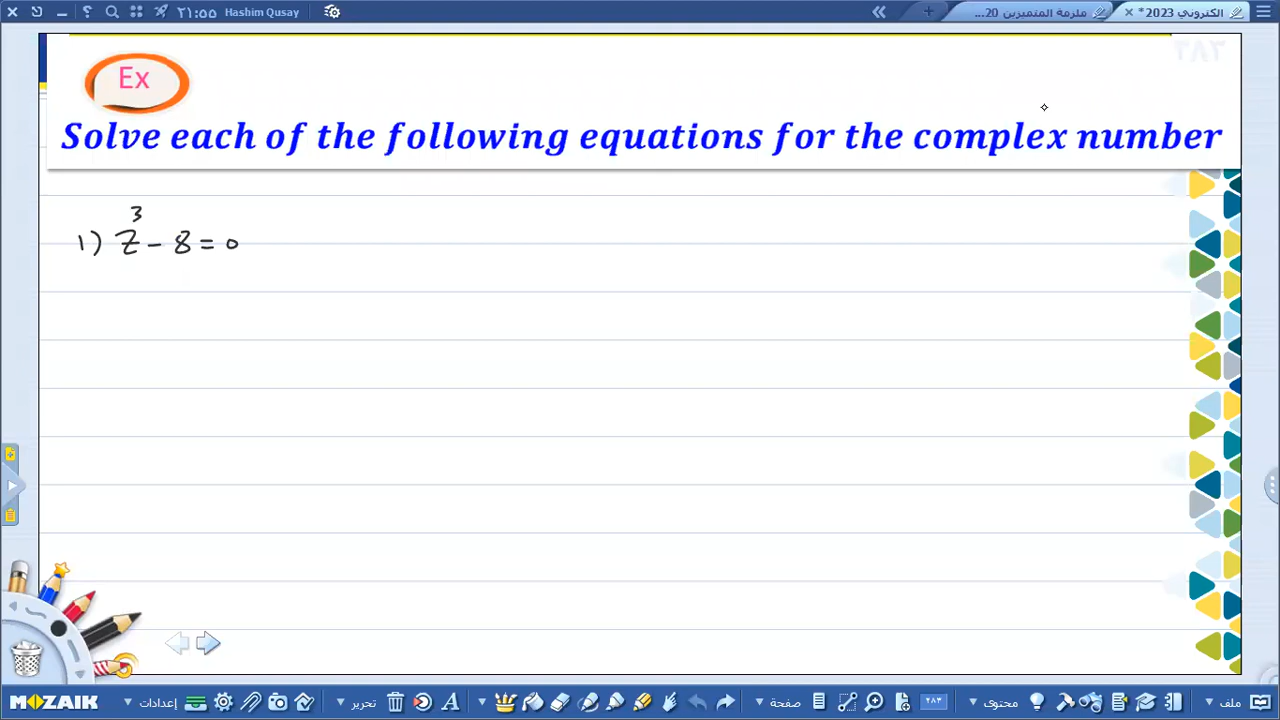 ٢١:٥٥ Hashim Qusay
ملزمة المتميزين 20...
الكتروني 2023*
٢٨٣
Ex
Solve each of the following equations for the complex number
1) Z³ - 8 = 0
MOZAIK
إعدادات
تحرير
صفحة
٢٨٣
محتوى
ملف